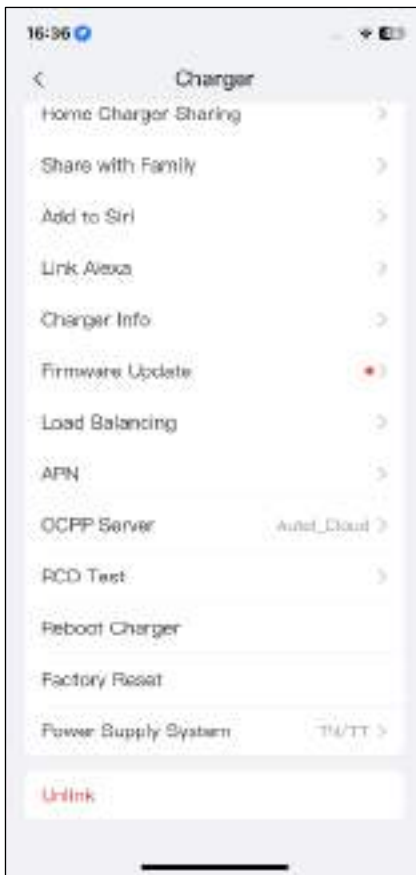 16:36
Charger
Home Charger Sharing
Share with Family
Add to Siri
Link Alexa
Charger Info
Firmware Update
Load Balancing
APN
OCPP Server Autel_Cloud
RCD Test
Reboot Charger
Factory Reset
Power Supply System TN/TT
Unlink